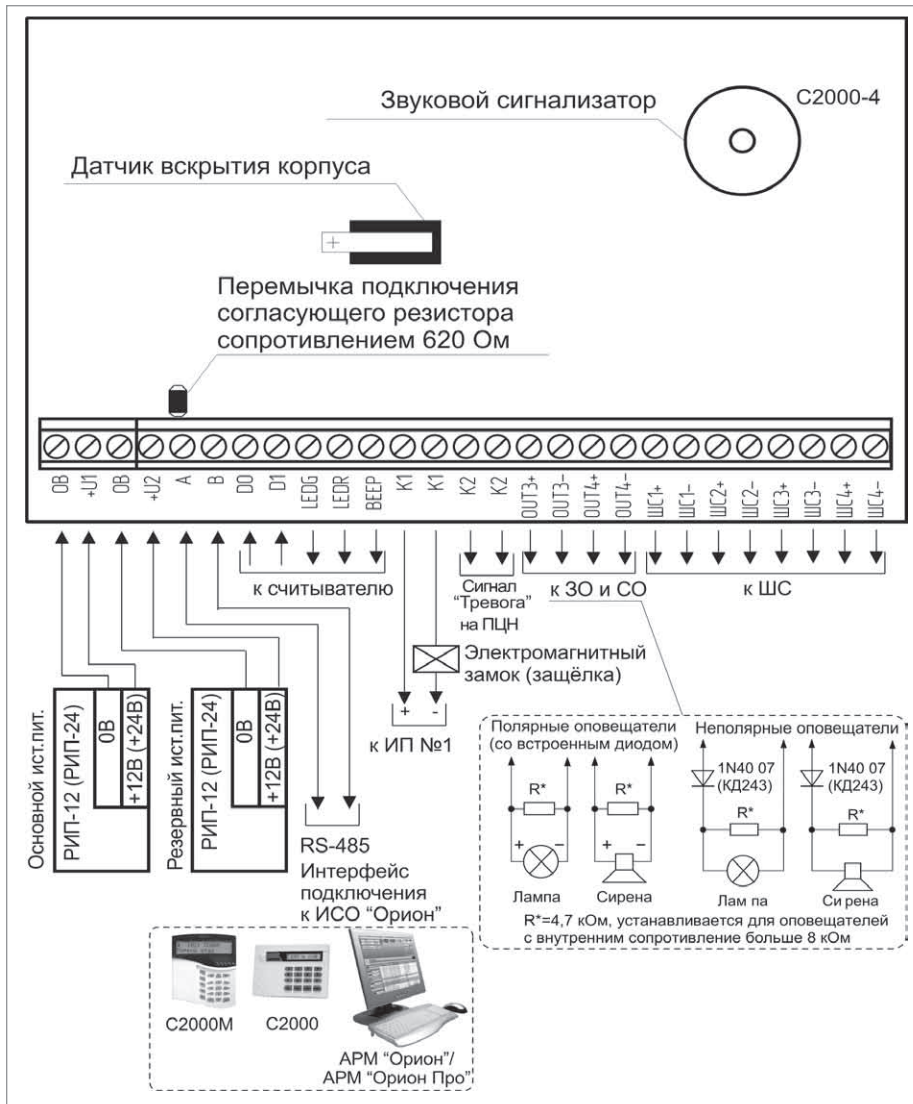 Звуковой сигнализатор
С2000-4
Датчик вскрытия корпуса
Перемычка подключения
согласующего резистора
сопротивлением 620 Ом
0В
+U1
0В
+U2
A
B
D0
D1
LEDG
LEDR
BEEP
K1
K1
K2
K2
OUT3+
OUT3−
OUT4+
OUT4−
ШС1+
ШС1−
ШС2+
ШС2−
ШС3+
ШС3−
ШС4+
ШС4−
к считывателю
Сигнал
“Тревога”
на ПЦН
к ЗО и СО
к ШС
Электромагнитный
замок (защёлка)
+ -
к ИП №1
Основной ист.пит.
РИП-12 (РИП-24)
0В
+12В (+24В)
Резервный ист.пит.
РИП-12 (РИП-24)
0В
+12В (+24В)
RS-485
Интерфейс
подключения
к ИСО “Орион”
С2000М
С2000
АРМ “Орион”/
АРМ “Орион Про”
Полярные оповещатели
(со встроенным диодом)
Неполярные оповещатели
R*
+ −
Лампа
R*
+ −
Сирена
1N40 07
(КД243)
R*
Лам па
1N40 07
(КД243)
R*
Си рена
R*=4,7 кОм, устанавливается для оповещателей
с внутренним сопротивление больше 8 кОм